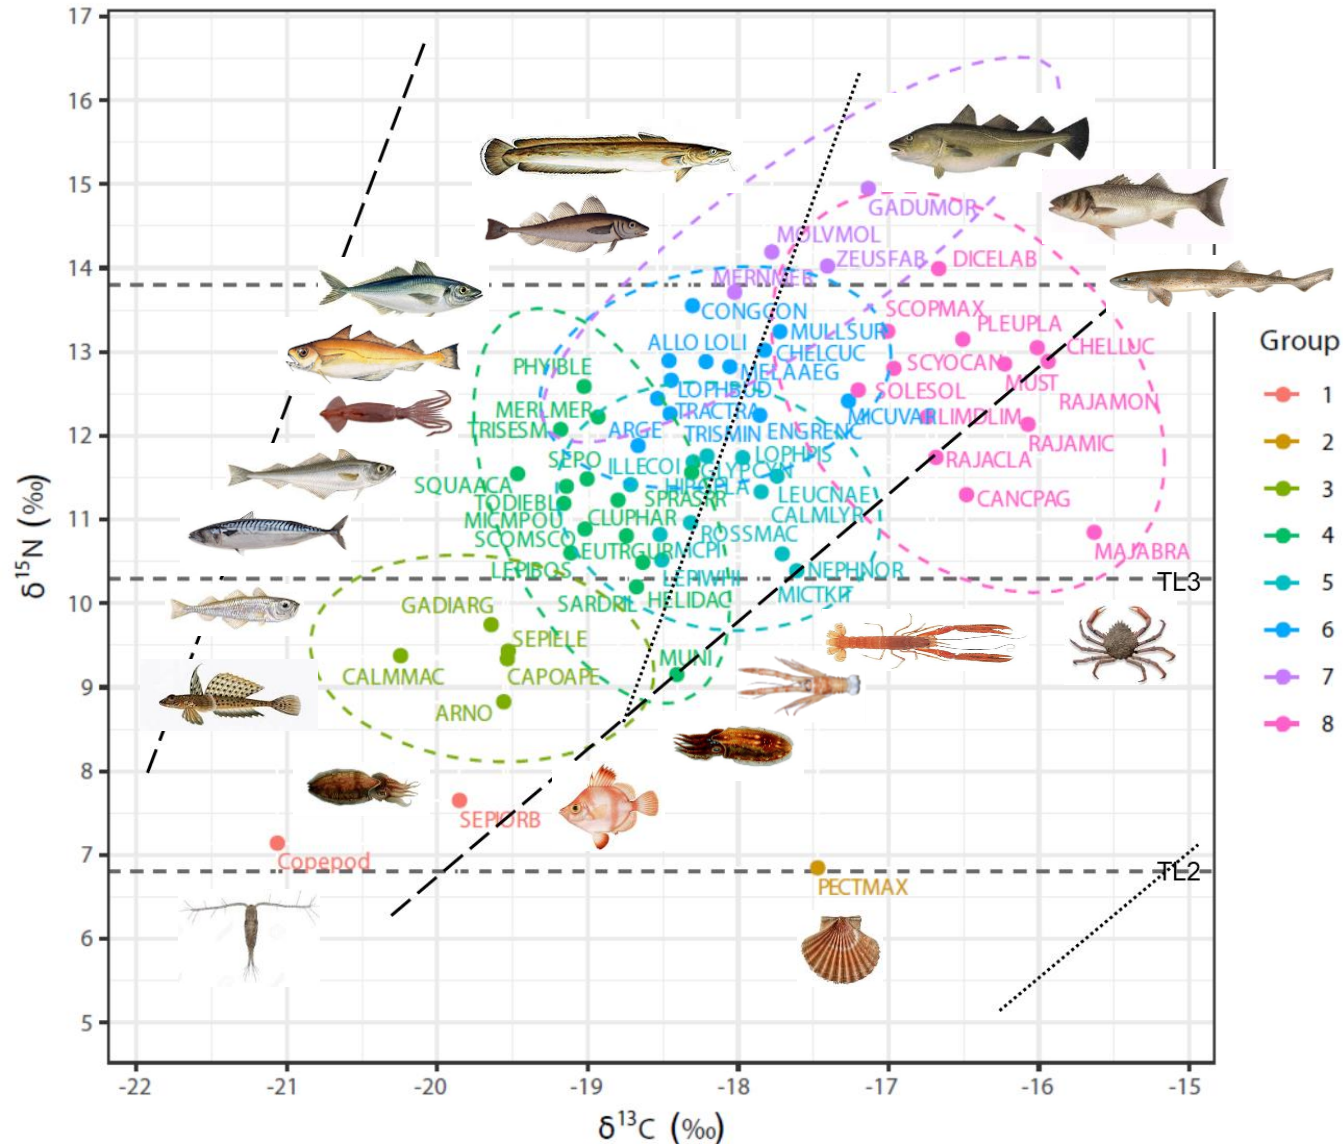 17
16
15
14
13
12
11
10
9
8
7
6
5
δ¹⁵N (‰)
-22
-21
-20
-19
-18
-17
-16
-15
δ¹³C (‰)
GADUMOR
MOLVMOL
ZEUSFAB
DICELAB
MERNMER
CONGCON
SCOPMAX
MULLSUR
PLEUPLA
ALLO LOLI
CHELCUC
CHELLUC
PHYIBLE
MELAAEG
SCYOCAN
MUST
LOPHBUD
SOLESOL
RAJAMON
MERLMER
TRACTRA
MICUVAR
LIMDLIM
TRISESM
ARGE
TRISMIN
ENGRENC
RAJAMIC
SEPO
ILLECOI
GLYPCYN
LOPHPIS
RAJACLA
SQUAACA
SPRASPR
LEUCNAE
CANCPAG
TODIEBL
MICMPOU
CLUPHAR
CALMLYR
SCOMSCO
EUTRGUR
MCPI
ROSSMAC
MAJABRA
LEPIBOS
LEPIWHI
NEPHNOR
TL3
GADIARG
SARDPIL
HELIDAC
MICTKIT
SEPIELE
MUNI
CALMMAC
CAPOAPE
ARNO
SEPIORB
Copepod
TL2
PECTMAX
Group
1
2
3
4
5
6
7
8